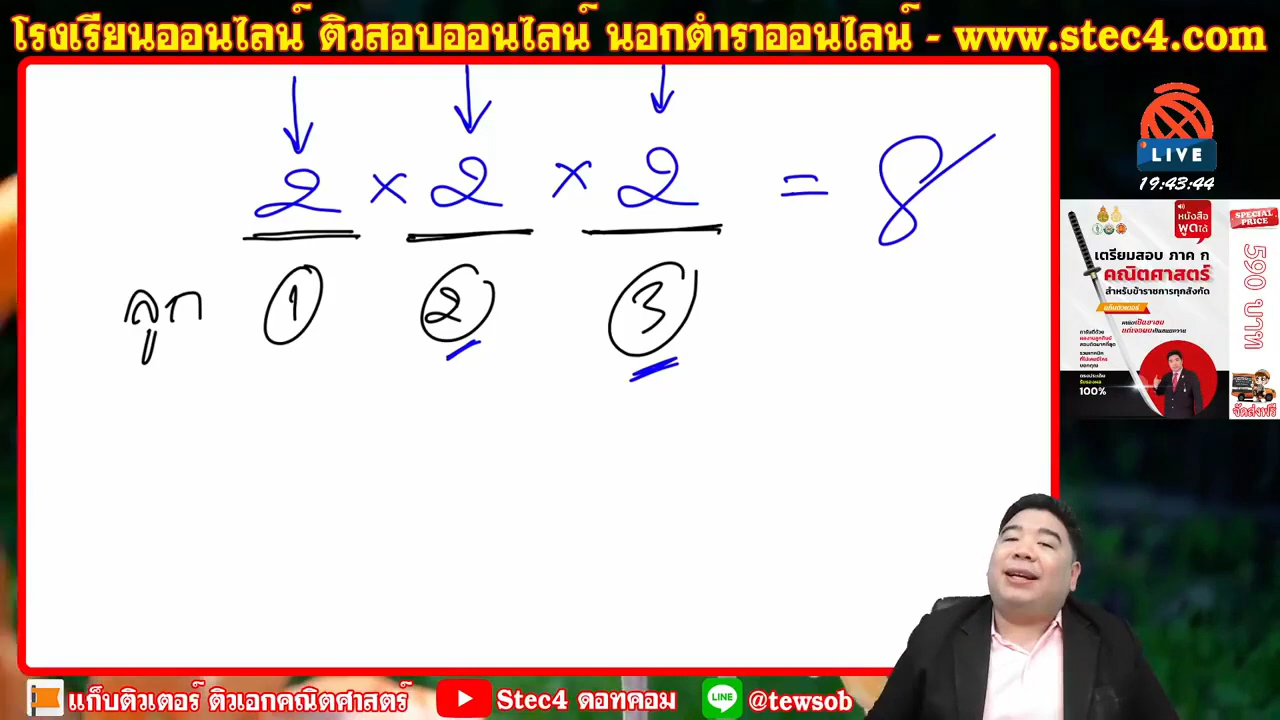 โรงเรียนออนไลน์ ติวสอบออนไลน์ นอกตำราออนไลน์ - www.stec4.com
2 × 2 × 2 = 8
ลูก 1 2 3
LIVE
19:43:44
หนังสือ
พูดได้
SPECIAL
PRICE
เตรียมสอบ ภาค ก
คณิตศาสตร์
สำหรับข้าราชการทุกสังกัด
590 บาท
100%
จัดส่งฟรี
แก็บติวเตอร์ ติวเอกคณิตศาสตร์
Stec4 ดอทคอม
LINE
@tewsob